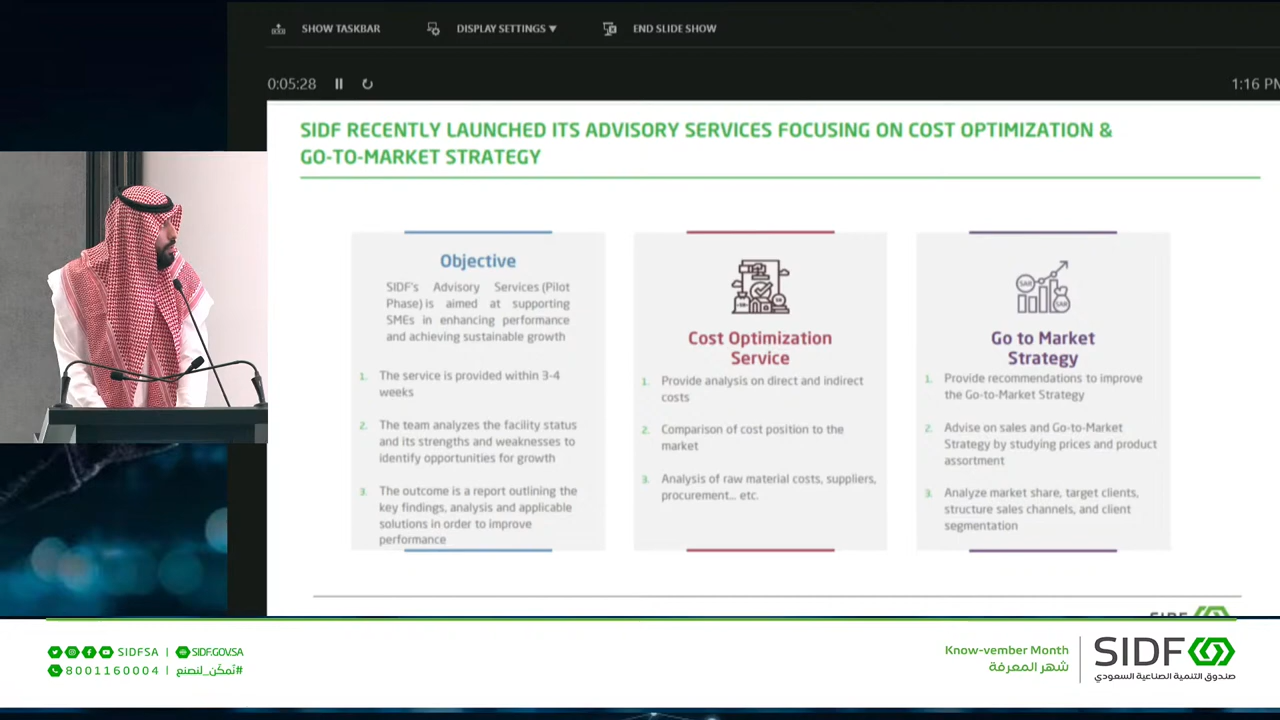 SHOW TASKBAR
DISPLAY SETTINGS ▼
END SLIDE SHOW
0:05:28
1:16 PM
SIDF RECENTLY LAUNCHED ITS ADVISORY SERVICES FOCUSING ON COST OPTIMIZATION &
GO-TO-MARKET STRATEGY
Objective
SIDF's Advisory Services (Pilot
Phase) is aimed at supporting
SMEs in enhancing performance
and achieving sustainable growth
1. The service is provided within 3-4
weeks
2. The team analyzes the facility status
and its strengths and weaknesses to
identify opportunities for growth
3. The outcome is a report outlining the
key findings, analysis and applicable
solutions in order to improve
performance
Cost Optimization
Service
1. Provide analysis on direct and indirect
costs
2. Comparison of cost position to the
market
3. Analysis of raw material costs, suppliers,
procurement... etc.
SAR
SAR
Go to Market
Strategy
1. Provide recommendations to improve
the Go-to-Market Strategy
2. Advise on sales and Go-to-Market
Strategy by studying prices and product
assortment
3. Analyze market share, target clients,
structure sales channels, and client
segmentation
SIDF
SIDFSA | SIDF.GOV.SA
8001160004 | #نمكّن_لنصنع
Know-vember Month
شهر المعرفة
SIDF
صندوق التنمية الصناعية السعودي